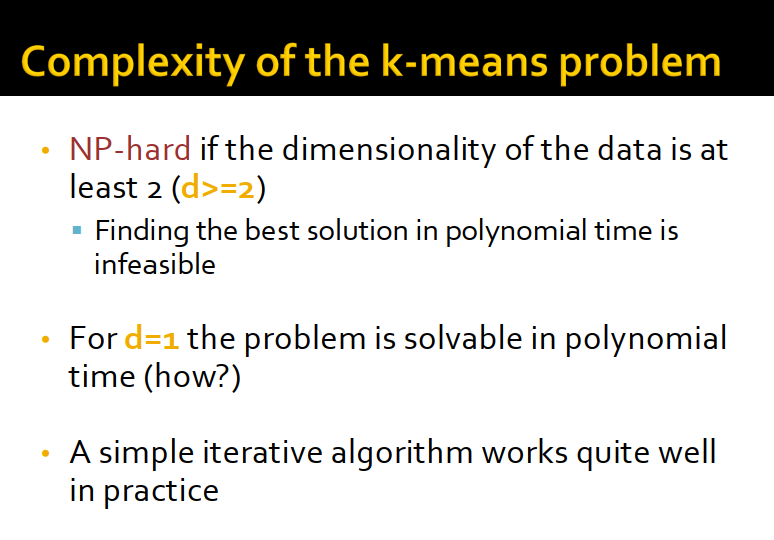 Complexity of the k-means problem
• NP-hard if the dimensionality of the data is at
least 2 (d>=2)
▪ Finding the best solution in polynomial time is
infeasible
• For d=1 the problem is solvable in polynomial
time (how?)
• A simple iterative algorithm works quite well
in practice